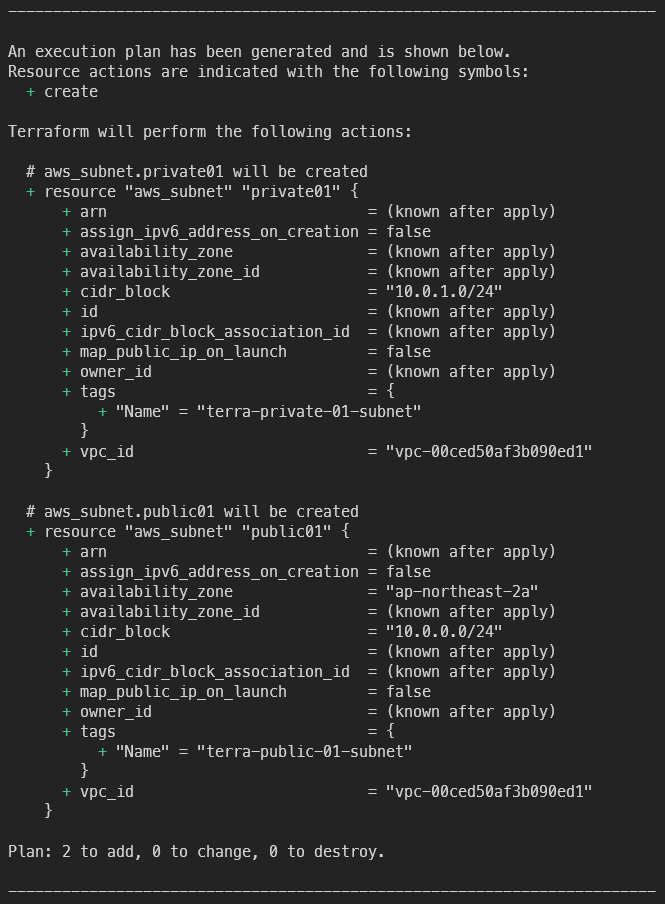 ------------------------------------------------------------------------
An execution plan has been generated and is shown below.
Resource actions are indicated with the following symbols:
  + create
Terraform will perform the following actions:
  # aws_subnet.private01 will be created
  + resource "aws_subnet" "private01" {
      + arn                             = (known after apply)
      + assign_ipv6_address_on_creation = false
      + availability_zone               = (known after apply)
      + availability_zone_id            = (known after apply)
      + cidr_block                      = "10.0.1.0/24"
      + id                              = (known after apply)
      + ipv6_cidr_block_association_id  = (known after apply)
      + map_public_ip_on_launch         = false
      + owner_id                        = (known after apply)
      + tags                            = {
          + "Name" = "terra-private-01-subnet"
        }
      + vpc_id                          = "vpc-00ced50af3b090ed1"
    }
  # aws_subnet.public01 will be created
  + resource "aws_subnet" "public01" {
      + arn                             = (known after apply)
      + assign_ipv6_address_on_creation = false
      + availability_zone               = "ap-northeast-2a"
      + availability_zone_id            = (known after apply)
      + cidr_block                      = "10.0.0.0/24"
      + id                              = (known after apply)
      + ipv6_cidr_block_association_id  = (known after apply)
      + map_public_ip_on_launch         = false
      + owner_id                        = (known after apply)
      + tags                            = {
          + "Name" = "terra-public-01-subnet"
        }
      + vpc_id                          = "vpc-00ced50af3b090ed1"
    }
Plan: 2 to add, 0 to change, 0 to destroy.
------------------------------------------------------------------------